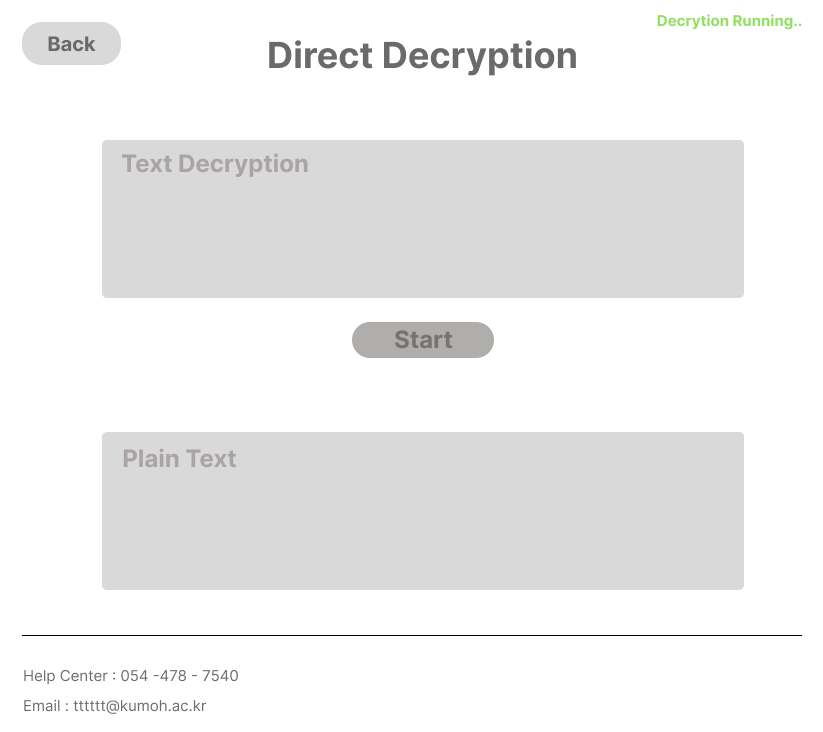 Decrytion Running..
Back
Direct Decryption
Text Decryption
Start
Plain Text
Help Center : 054 -478 - 7540
Email : tttttt@kumoh.ac.kr